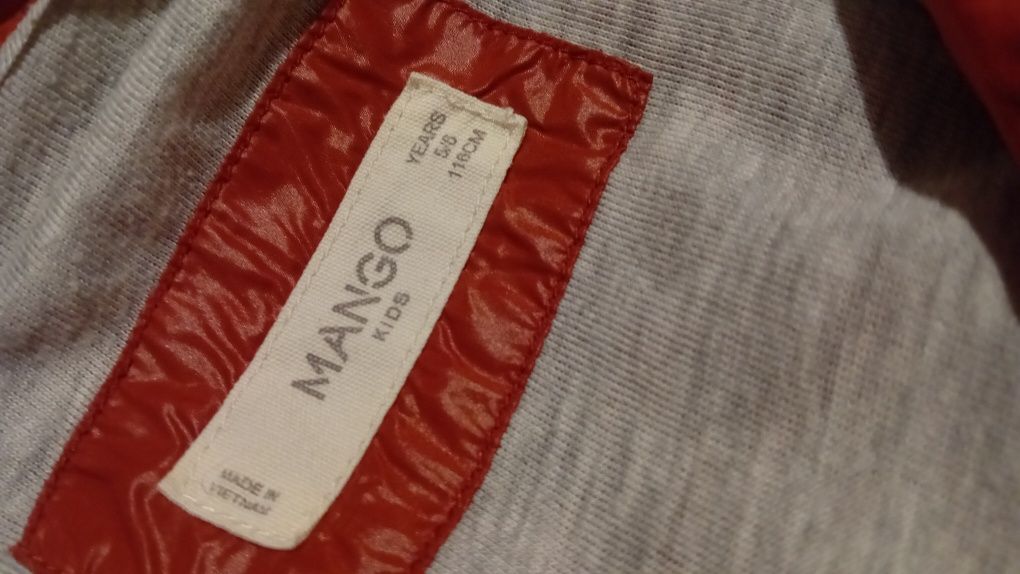 YEARS
5/6
116CM
MANGO
KIDS
MADE IN
VIETNAM